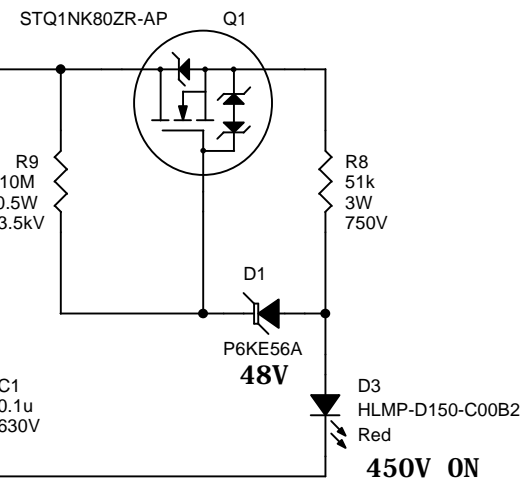 STQ1NK80ZR-AP Q1
R9
10M
0.5W
3.5kV
R8
51k
3W
750V
D1
P6KE56A
48V
C1
0.1u
630V
D3
HLMP-D150-C00B2
Red
450V ON